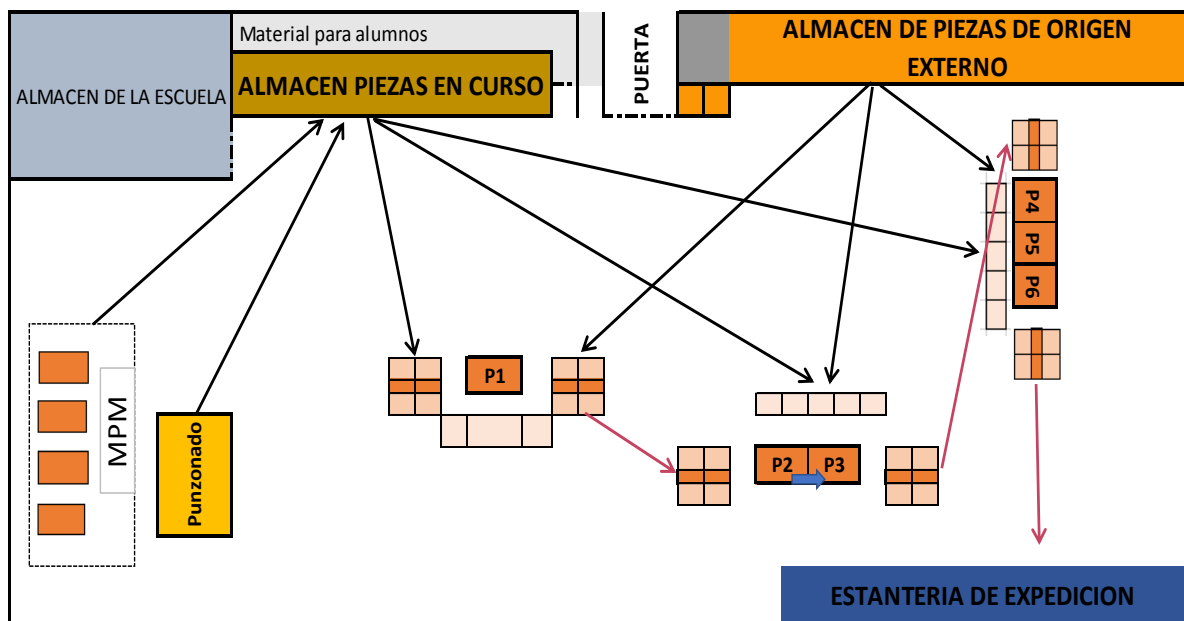 ALMACEN DE LA ESCUELA
Material para alumnos
ALMACEN PIEZAS EN CURSO
PUERTA
ALMACEN DE PIEZAS DE ORIGEN
EXTERNO
P4
P5
P6
P1
P2
P3
MPM
Punzonado
ESTANTERIA DE EXPEDICION